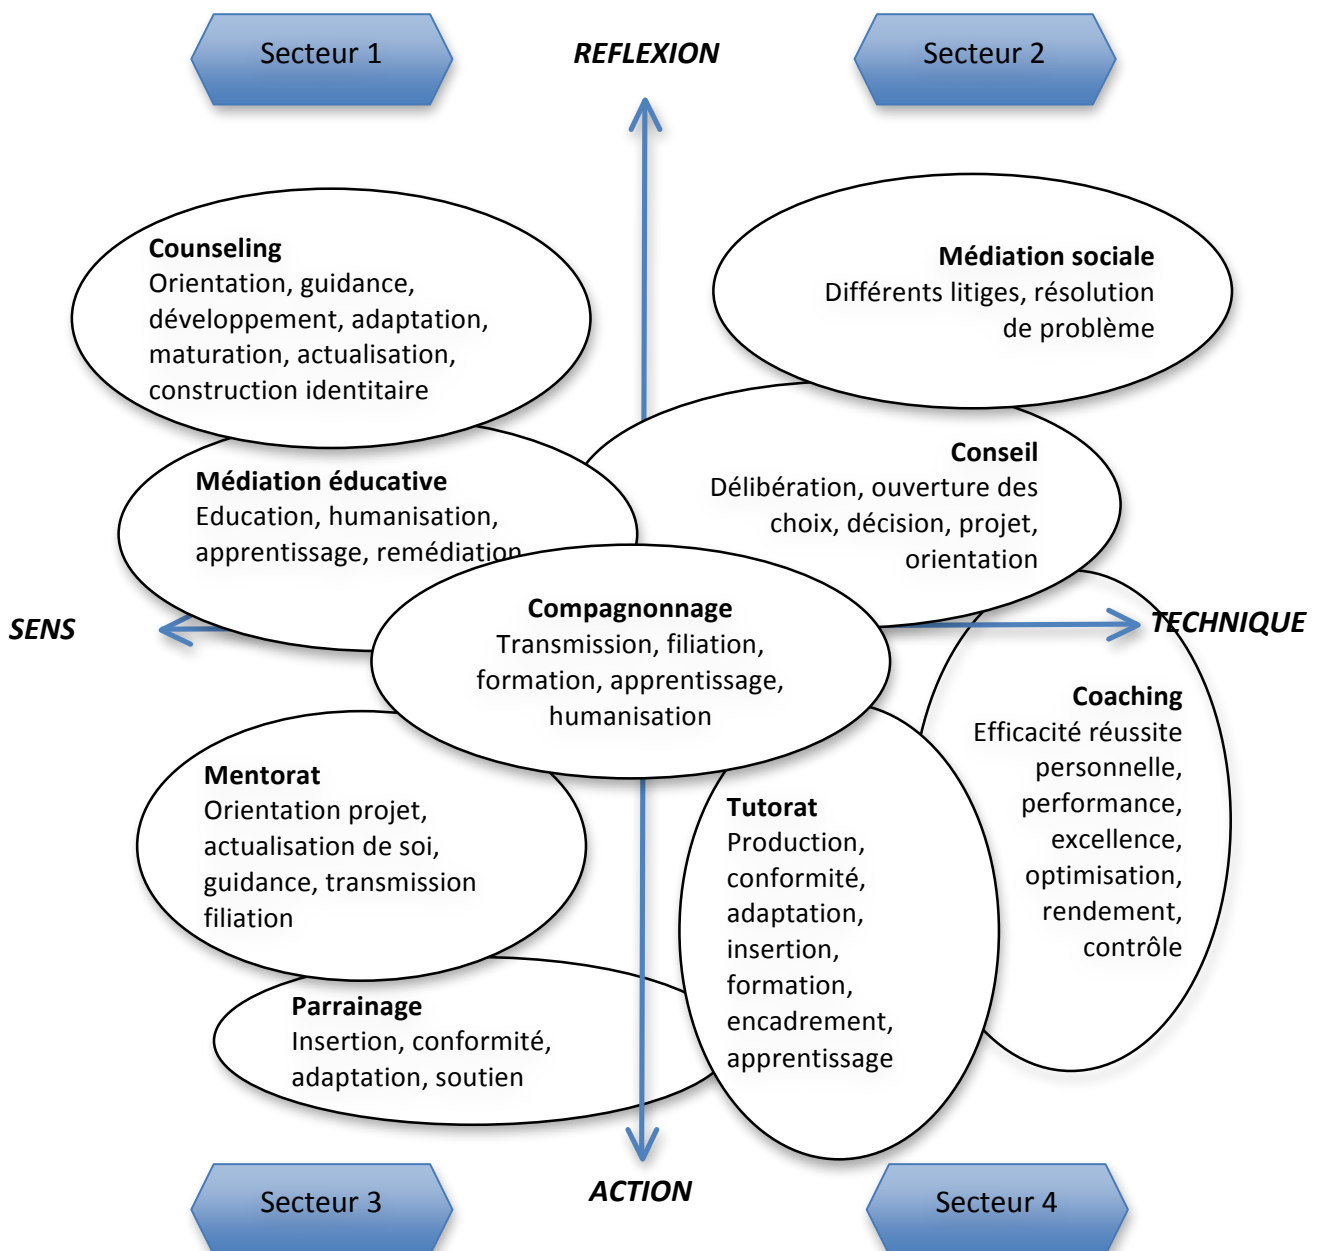 Secteur 1
REFLEXION
Secteur 2
Counseling
Orientation, guidance,
développement, adaptation,
maturation, actualisation,
construction identitaire
Médiation sociale
Différents litiges, résolution
de problème
Médiation éducative
Education, humanisation,
apprentissage, remédiation
Conseil
Délibération, ouverture des
choix, décision, projet,
orientation
SENS
Compagnonnage
Transmission, filiation,
formation, apprentissage,
humanisation
TECHNIQUE
Mentorat
Orientation projet,
actualisation de soi,
guidance, transmission
filiation
Tutorat
Production,
conformité,
adaptation,
insertion,
formation,
encadrement,
apprentissage
Coaching
Efficacité réussite
personnelle,
performance,
excellence,
optimisation,
rendement,
contrôle
Parrainage
Insertion, conformité,
adaptation, soutien
Secteur 3
ACTION
Secteur 4